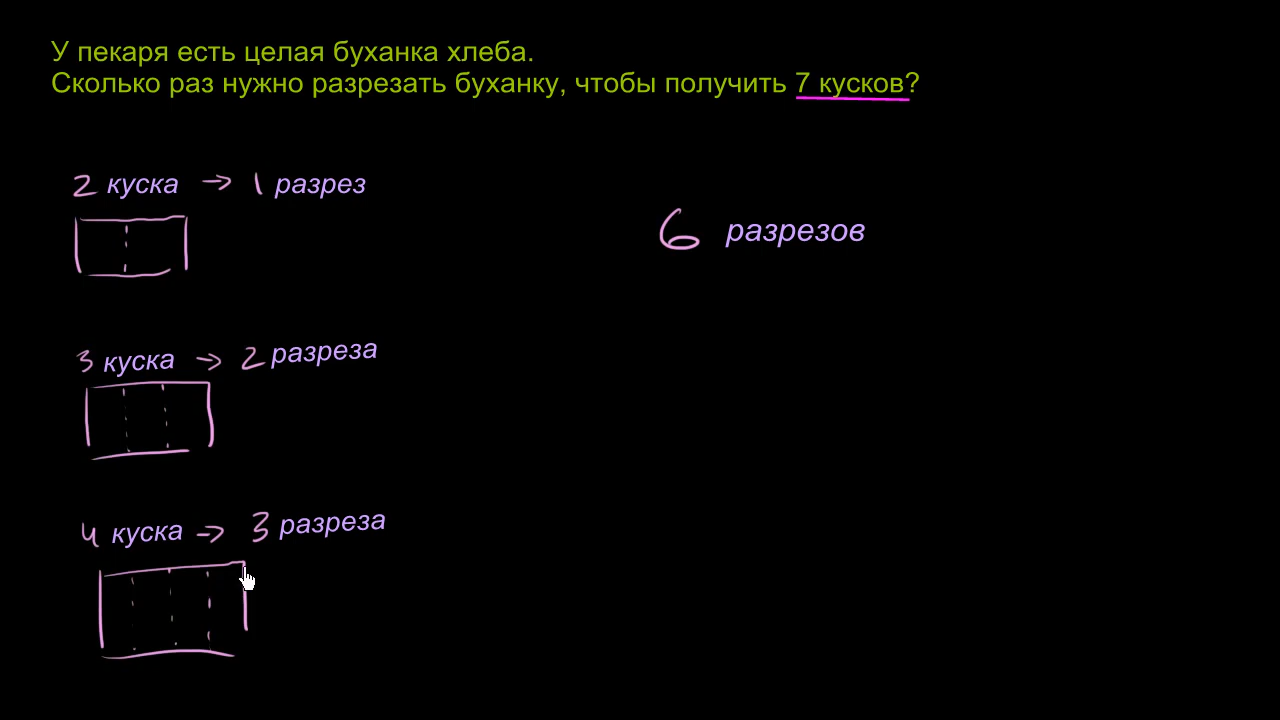 У пекаря есть целая буханка хлеба.
Сколько раз нужно разрезать буханку, чтобы получить 7 кусков?
2 куска → 1 разрез
6 разрезов
3 куска → 2 разреза
4 куска → 3 разреза